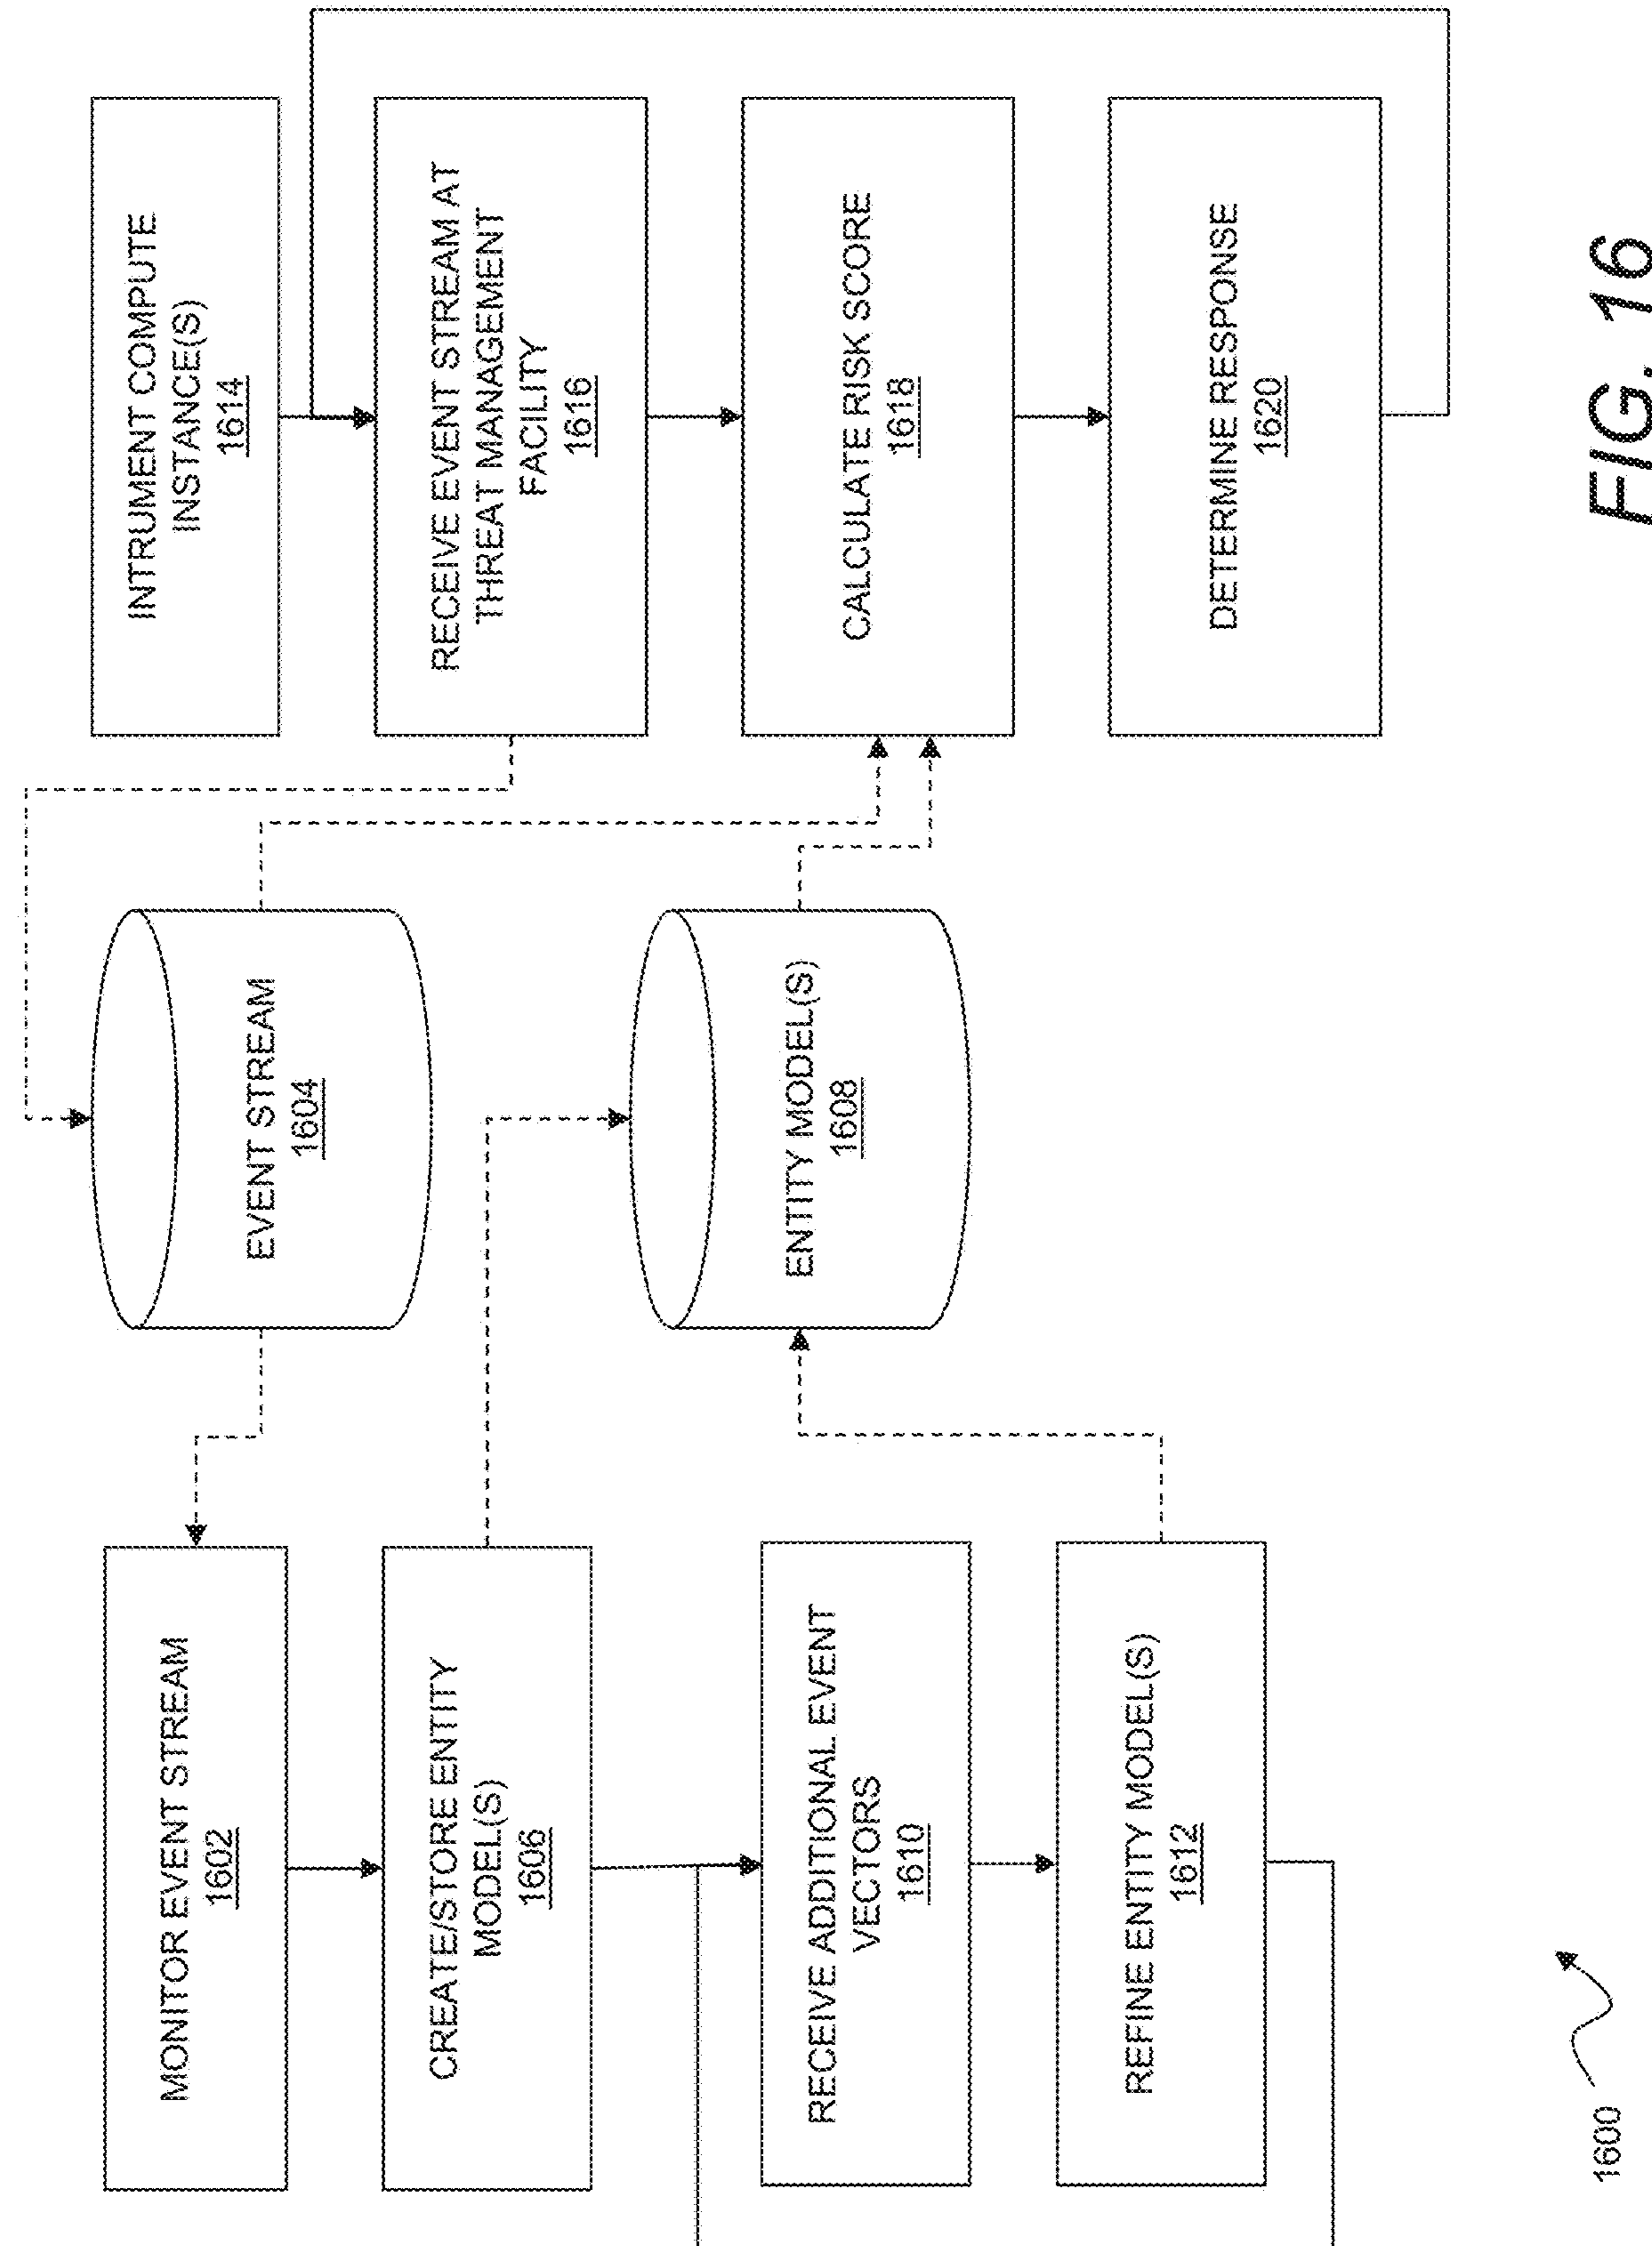 MONITOR EVENT STREAM
1602
CREATE/STORE ENTITY
MODEL(S)
1606
RECEIVE ADDITIONAL EVENT
VECTORS
1610
REFINE ENTITY MODEL(S)
1612
EVENT STREAM
1604
ENTITY MODEL(S)
1608
INTRUMENT COMPUTE
INSTANCE(S)
1614
RECEIVE EVENT STREAM AT
THREAT MANAGEMENT
FACILITY
1616
CALCULATE RISK SCORE
1618
DETERMINE RESPONSE
1620
1600
FIG. 16